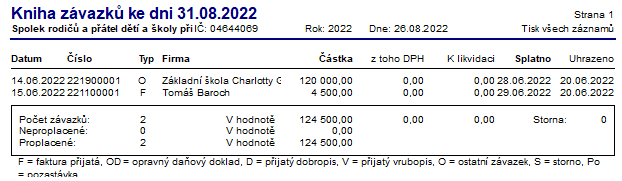 Kniha závazků ke dni 31.08.2022 Strana 1
Spolek rodičů a přátel dětí a školy při IČ: 04644069 Rok: 2022 Dne: 26.08.2022 Tisk všech záznamů
Datum Číslo Typ Firma Částka z toho DPH K likvidaci Splatno Uhrazeno
14.06.2022 221900001 O Základní škola Charlotty G 120 000,00 0,00 0,00 28.06.2022 20.06.2022
15.06.2022 221100001 F Tomáš Baroch 4 500,00 0,00 0,00 29.06.2022 20.06.2022
Počet závazků: 2 V hodnotě 124 500,00 0,00 0,00 Storna: 0
Neproplacené: 0 V hodnotě 0,00
Proplacené: 2 V hodnotě 124 500,00
F = faktura přijatá, OD = opravný daňový doklad, D = přijatý dobropis, V = přijatý vrubopis, O = ostatní závazek, S = storno, Po
= pozastávka